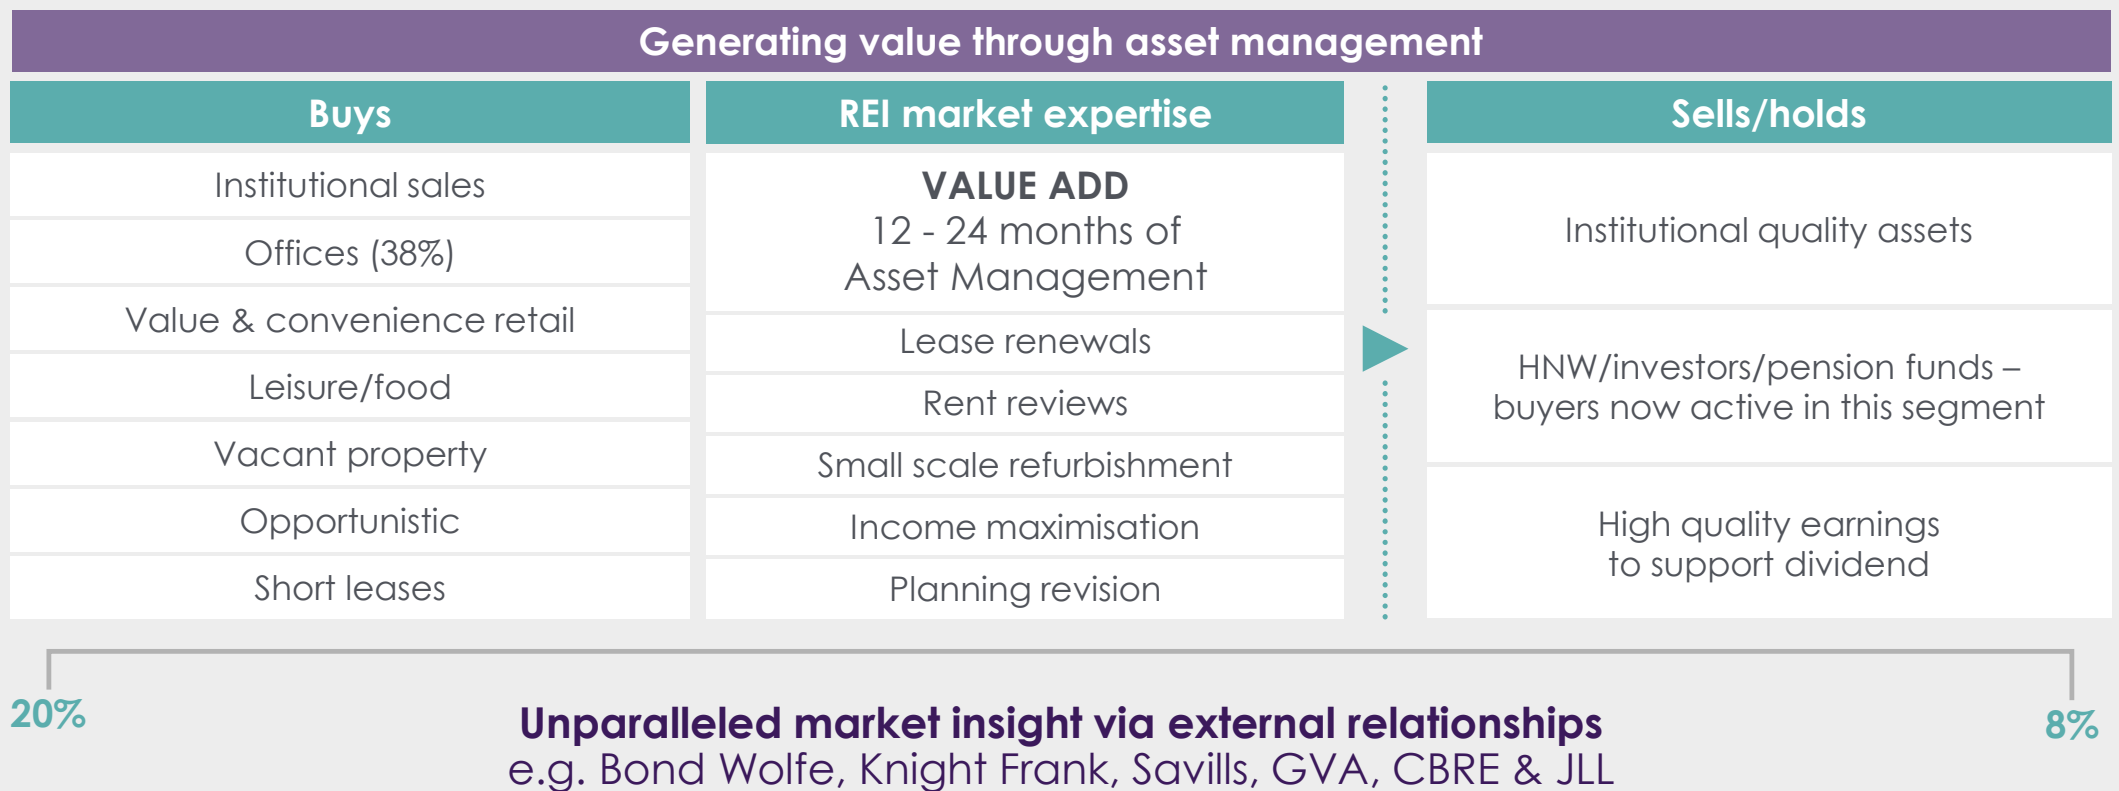 Generating value through asset management
Buys
Institutional sales
Offices (38%)
Value & convenience retail
Leisure/food
Vacant property
Opportunistic
Short leases
REI market expertise
VALUE ADD
12 - 24 months of
Asset Management
Lease renewals
Rent reviews
Small scale refurbishment
Income maximisation
Planning revision
Sells/holds
Institutional quality assets
HNW/investors/pension funds –
buyers now active in this segment
High quality earnings
to support dividend
20%
Unparalleled market insight via external relationships
e.g. Bond Wolfe, Knight Frank, Savills, GVA, CBRE & JLL
8%